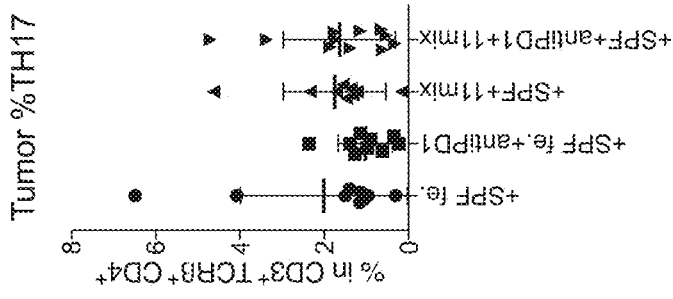 Tumor %TH17
% in CD3⁺TCRβ⁺CD4⁺
8
6
4
2
0
+SPF fe.
+SPF fe.+antiPD1
+SPF+11mix
+SPF+antiPD1+11mix